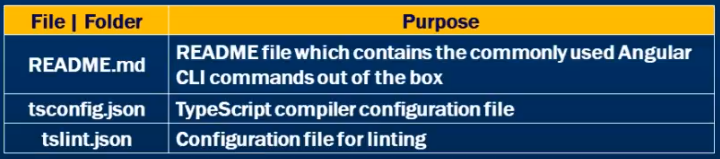 File | Folder Purpose
README.md README file which contains the commonly used Angular
CLI commands out of the box
tsconfig.json TypeScript compiler configuration file
tslint.json Configuration file for linting